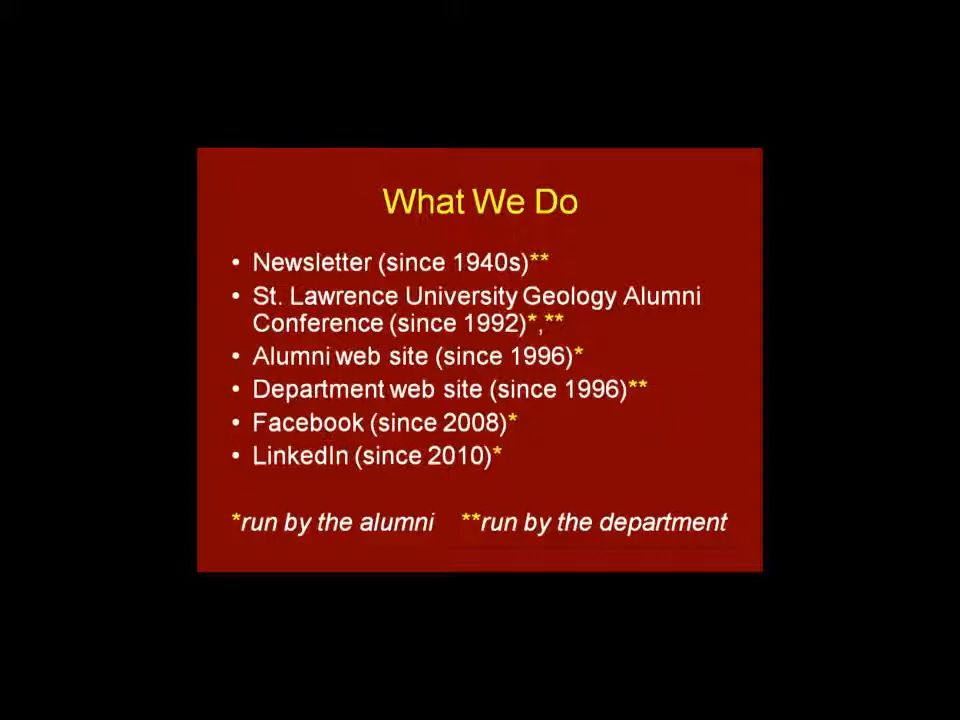 What We Do
• Newsletter (since 1940s)**
• St. Lawrence University Geology Alumni
Conference (since 1992)*,**
• Alumni web site (since 1996)*
• Department web site (since 1996)**
• Facebook (since 2008)*
• LinkedIn (since 2010)*
*run by the alumni **run by the department